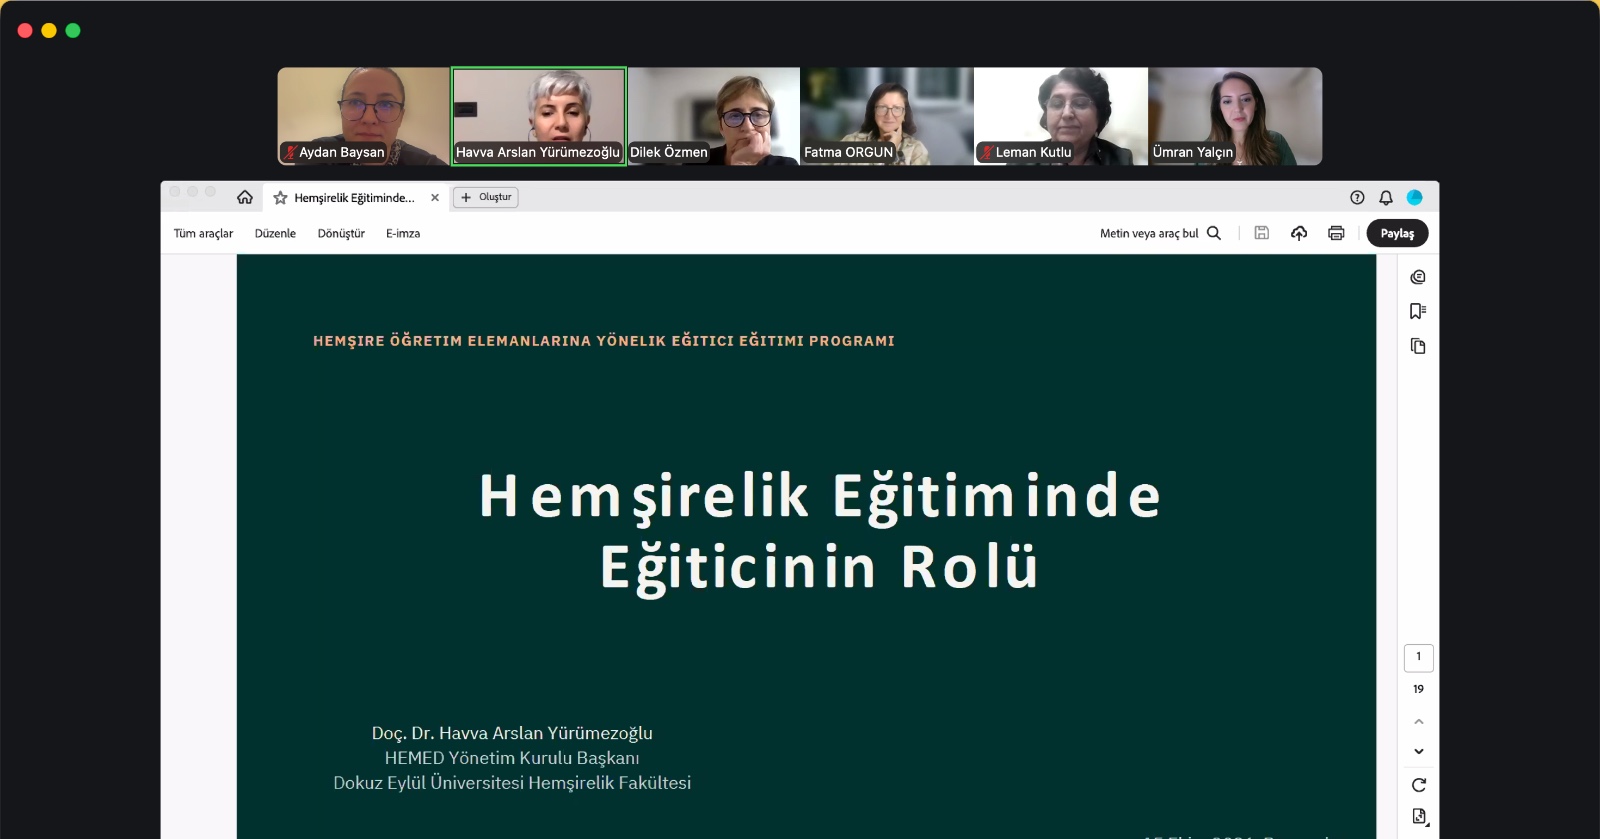 Aydan Baysan
Havva Arslan Yürümezoğlu
Dilek Özmen
Fatma ORGUN
Leman Kutlu
Ümran Yalçın
Hemşirelik Eğitiminde...
Oluştur
Tüm araçlar
Düzenle
Dönüştür
E-imza
Metin veya araç bul
Paylaş
HEMŞIRE ÖĞRETIM ELEMANLARINA YÖNELIK EĞITICI EĞITIMI PROGRAMI
Hemşirelik Eğitiminde
Eğiticinin Rolü
1
19
Doç. Dr. Havva Arslan Yürümezoğlu
HEMED Yönetim Kurulu Başkanı
Dokuz Eylül Üniversitesi Hemşirelik Fakültesi